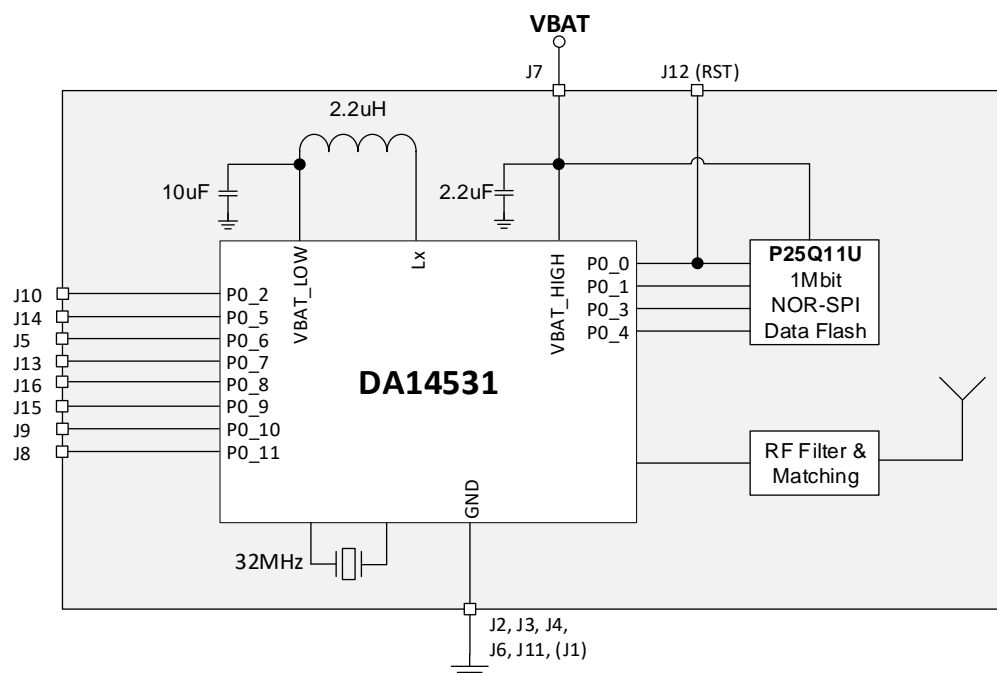 VBAT
J7
J12 (RST)
2.2uH
10uF
2.2uF
VBAT_LOW
Lx
VBAT_HIGH
P0_0
P0_1
P0_3
P0_4
P25Q11U
1Mbit
NOR-SPI
Data Flash
J10
J14
J5
J13
J16
J15
J9
J8
P0_2
P0_5
P0_6
P0_7
P0_8
P0_9
P0_10
P0_11
DA14531
RF Filter &
Matching
GND
32MHz
J2, J3, J4,
J6, J11, (J1)